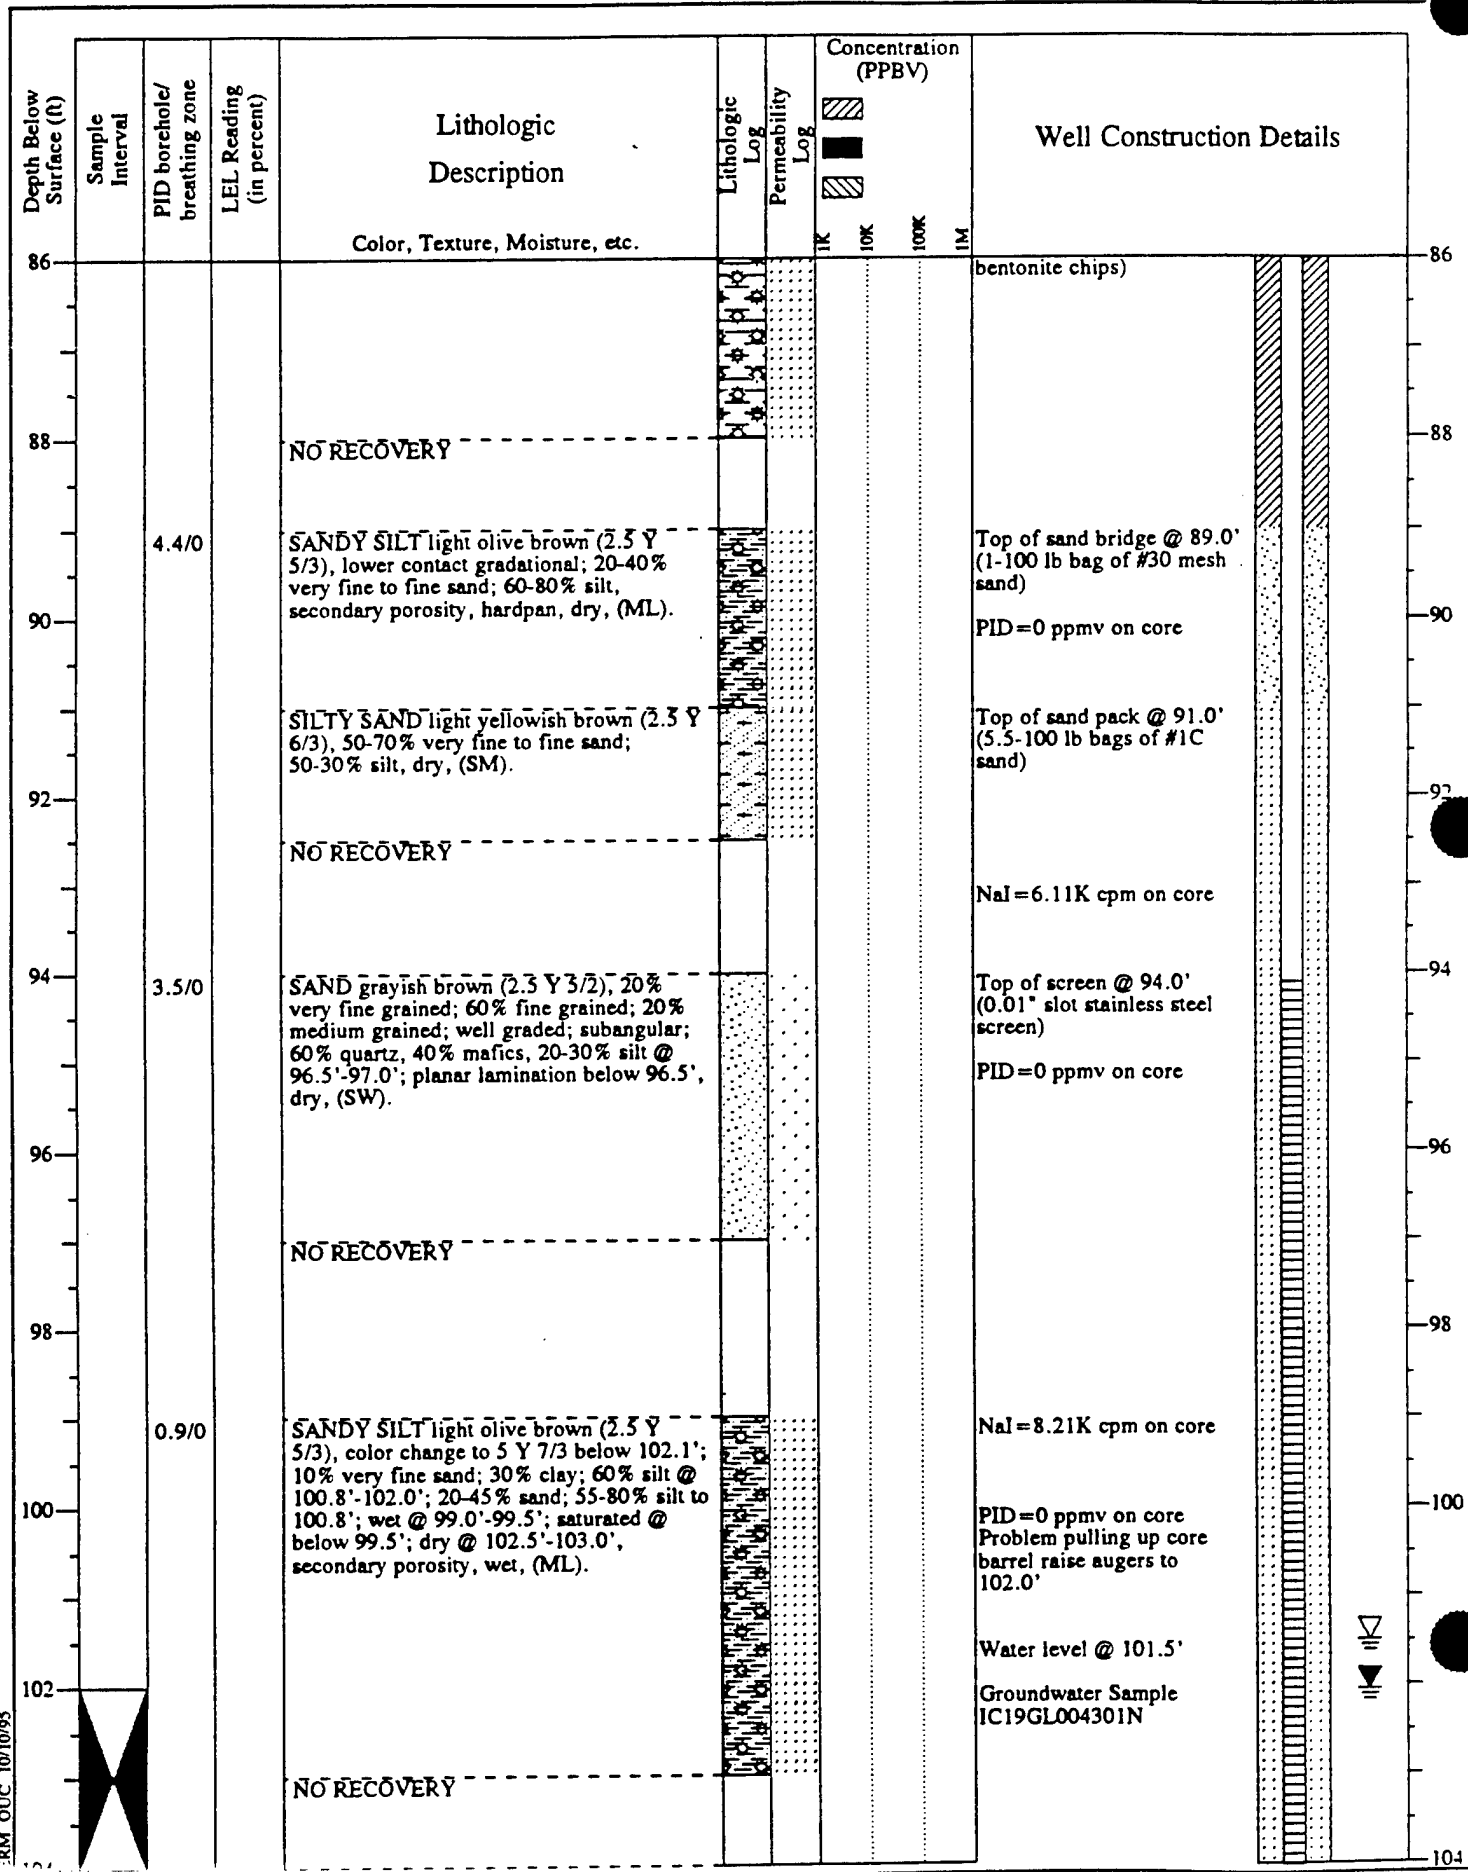 Depth Below
Surface (ft)
Sample
Interval
PID borehole/
breathing zone
LEL Reading
(in percent)
Lithologic
Description
Color, Texture, Moisture, etc.
Lithologic
Log
Permeability
Log
Concentration
(PPBV)
1K
10K
100K
1M
Well Construction Details
86
86
bentonite chips)
88
88
NO RECOVERY
4.4/0
SANDY SILT light olive brown (2.5 Y
5/3), lower contact gradational; 20-40%
very fine to fine sand; 60-80% silt,
secondary porosity, hardpan, dry, (ML).
Top of sand bridge @ 89.0'
(1-100 lb bag of #30 mesh
sand)
90
90
PID=0 ppmv on core
SILTY SAND light yellowish brown (2.5 Y
6/3), 50-70% very fine to fine sand;
50-30% silt, dry, (SM).
Top of sand pack @ 91.0'
(5.5-100 lb bags of #1C
sand)
92
92
NO RECOVERY
NaI=6.11K cpm on core
94
94
3.5/0
SAND grayish brown (2.5 Y 5/2), 20%
very fine grained; 60% fine grained; 20%
medium grained; well graded; subangular;
60% quartz, 40% mafics, 20-30% silt @
96.5'-97.0'; planar lamination below 96.5',
dry, (SW).
Top of screen @ 94.0'
(0.01" slot stainless steel
screen)
PID=0 ppmv on core
96
96
NO RECOVERY
98
98
0.9/0
SANDY SILT light olive brown (2.5 Y
5/3), color change to 5 Y 7/3 below 102.1';
10% very fine sand; 30% clay; 60% silt @
100.8'-102.0'; 20-45% sand; 55-80% silt to
100.8'; wet @ 99.0'-99.5'; saturated @
below 99.5'; dry @ 102.5'-103.0',
secondary porosity, wet, (ML).
NaI=8.21K cpm on core
100
100
PID=0 ppmv on core
Problem pulling up core
barrel raise augers to
102.0'
Water level @ 101.5'
102
102
Groundwater Sample
IC19GL004301N
NO RECOVERY
104
OUC 10/10/95